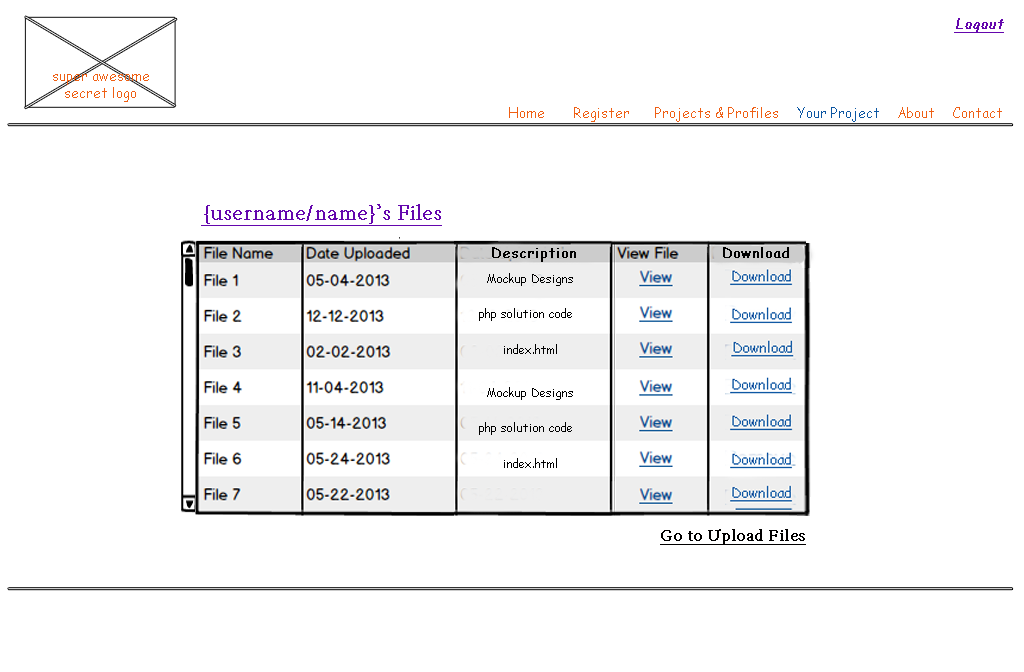 Logout
super awesome
secret logo
Home Register Projects & Profiles Your Project About Contact
{username/name}'s Files
File Name Date Uploaded Description View File Download
File 1 05-04-2013 Mockup Designs View Download
File 2 12-12-2013 php solution code View Download
File 3 02-02-2013 index.html View Download
File 4 11-04-2013 Mockup Designs View Download
File 5 05-14-2013 php solution code View Download
File 6 05-24-2013 index.html View Download
File 7 05-22-2013 View Download
Go to Upload Files